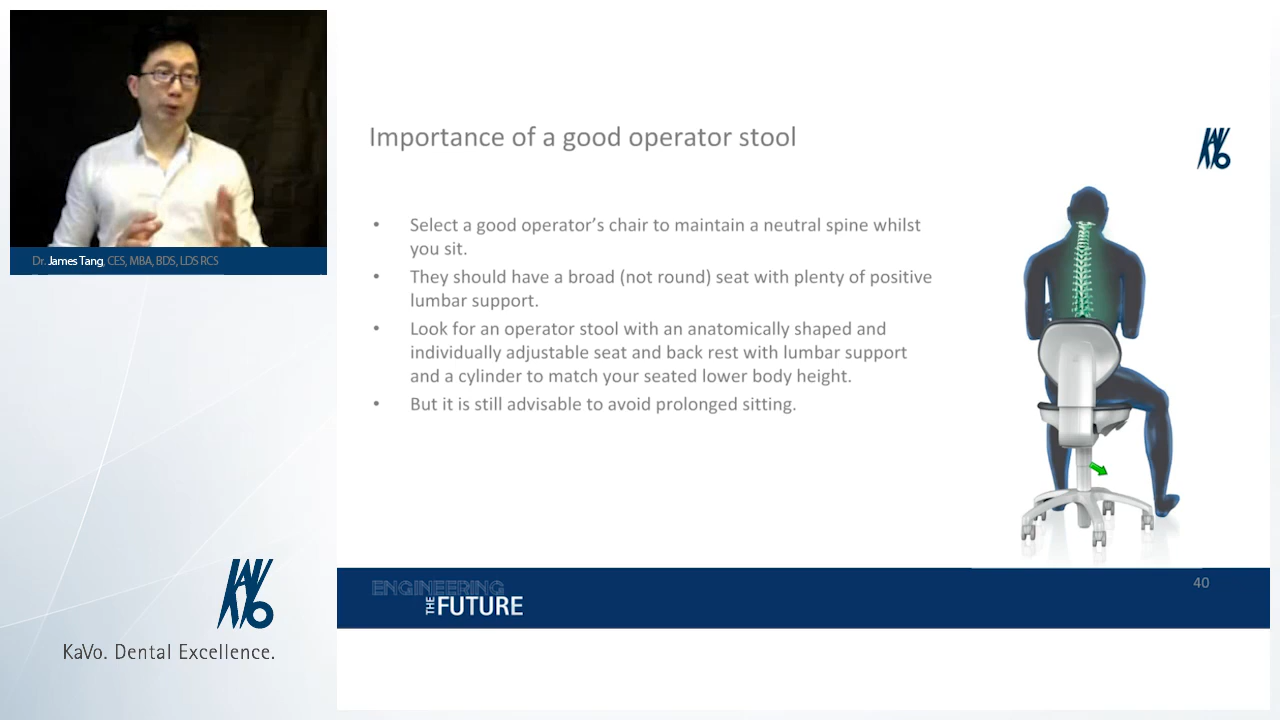 Dr. James Tang, CES, MBA, BDS, LDS RCS
Importance of a good operator stool
KAVO
• Select a good operator’s chair to maintain a neutral spine whilst
you sit.
• They should have a broad (not round) seat with plenty of positive
lumbar support.
• Look for an operator stool with an anatomically shaped and
individually adjustable seat and back rest with lumbar support
and a cylinder to match your seated lower body height.
• But it is still advisable to avoid prolonged sitting.
KAVO
KaVo. Dental Excellence.
ENGINEERING
THE FUTURE
40